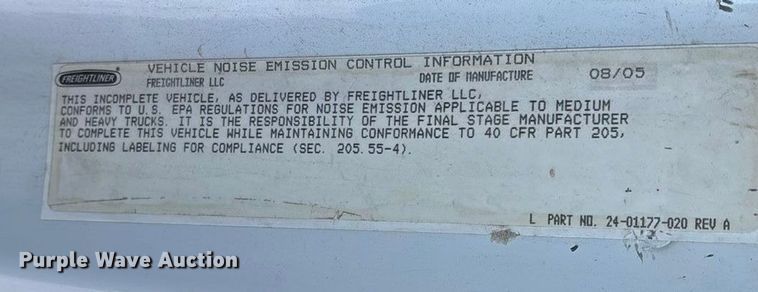 FREIGHTLINER
VEHICLE NOISE EMISSION CONTROL INFORMATION
FREIGHTLINER LLC DATE OF MANUFACTURE 08/05
THIS INCOMPLETE VEHICLE, AS DELIVERED BY FREIGHTLINER LLC,
CONFORMS TO U.S. EPA REGULATIONS FOR NOISE EMISSION APPLICABLE TO MEDIUM
AND HEAVY TRUCKS. IT IS THE RESPONSIBILITY OF THE FINAL STAGE MANUFACTURER
TO COMPLETE THIS VEHICLE WHILE MAINTAINING CONFORMANCE TO 40 CFR PART 205,
INCLUDING LABELING FOR COMPLIANCE (SEC. 205.55-4).
L PART NO. 24-01177-020 REV A
Purple Wave Auction